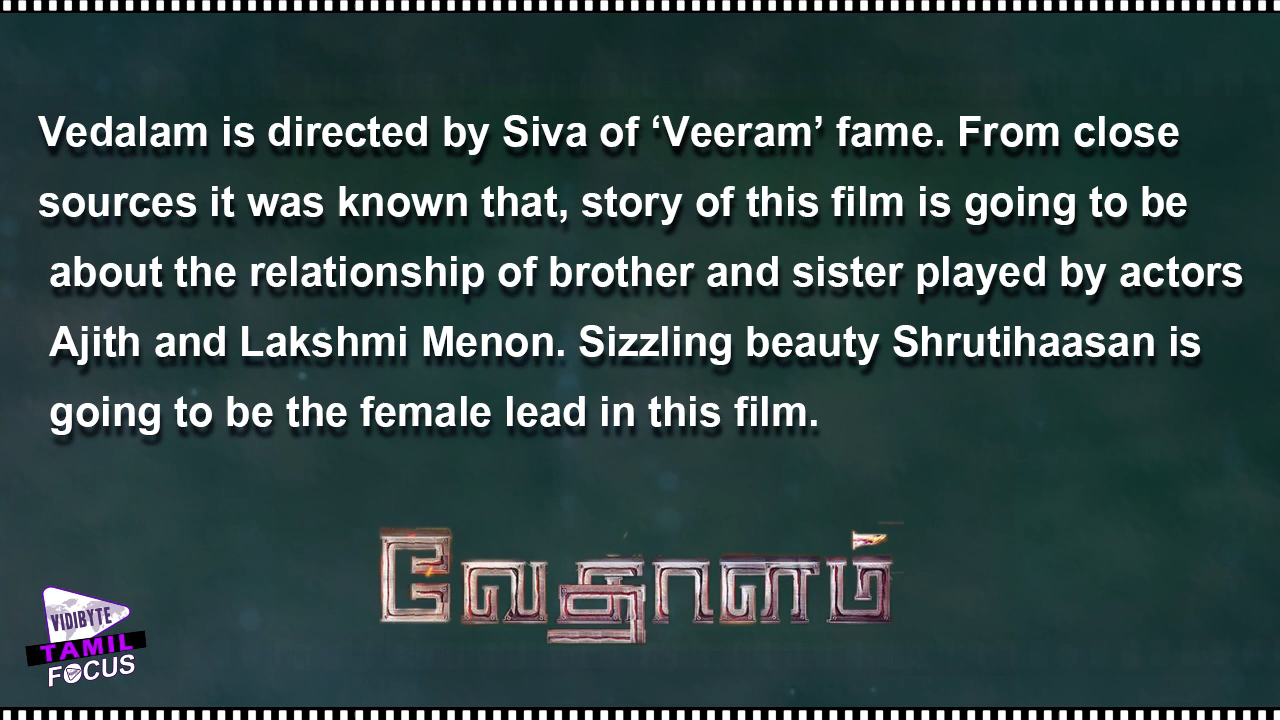 Vedalam is directed by Siva of ‘Veeram’ fame. From close
sources it was known that, story of this film is going to be
about the relationship of brother and sister played by actors
Ajith and Lakshmi Menon. Sizzling beauty Shrutihaasan is
going to be the female lead in this film.
வேதாளம்
VIDIBYTE
TAMIL
FOCUS